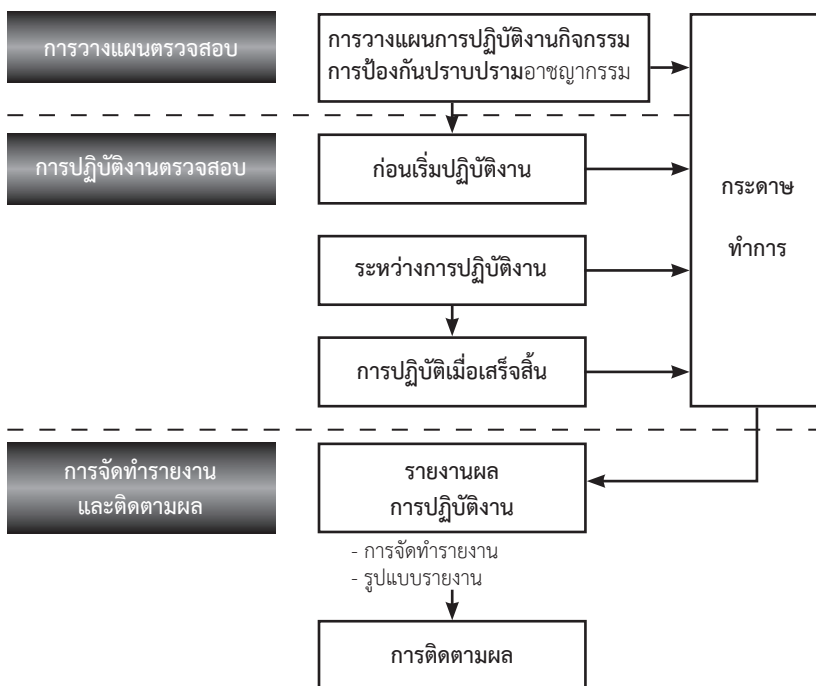 การวางแผนตรวจสอบ
การวางแผนการปฏิบัติงานกิจกรรม
การป้องกันปราบปรามอาชญากรรม
การปฏิบัติงานตรวจสอบ
ก่อนเริ่มปฏิบัติงาน
กระดาษ
ทำการ
ระหว่างการปฏิบัติงาน
การปฏิบัติเมื่อเสร็จสิ้น
การจัดทำรายงาน
และติดตามผล
รายงานผล
การปฏิบัติงาน
- การจัดทำรายงาน
- รูปแบบรายงาน
การติดตามผล